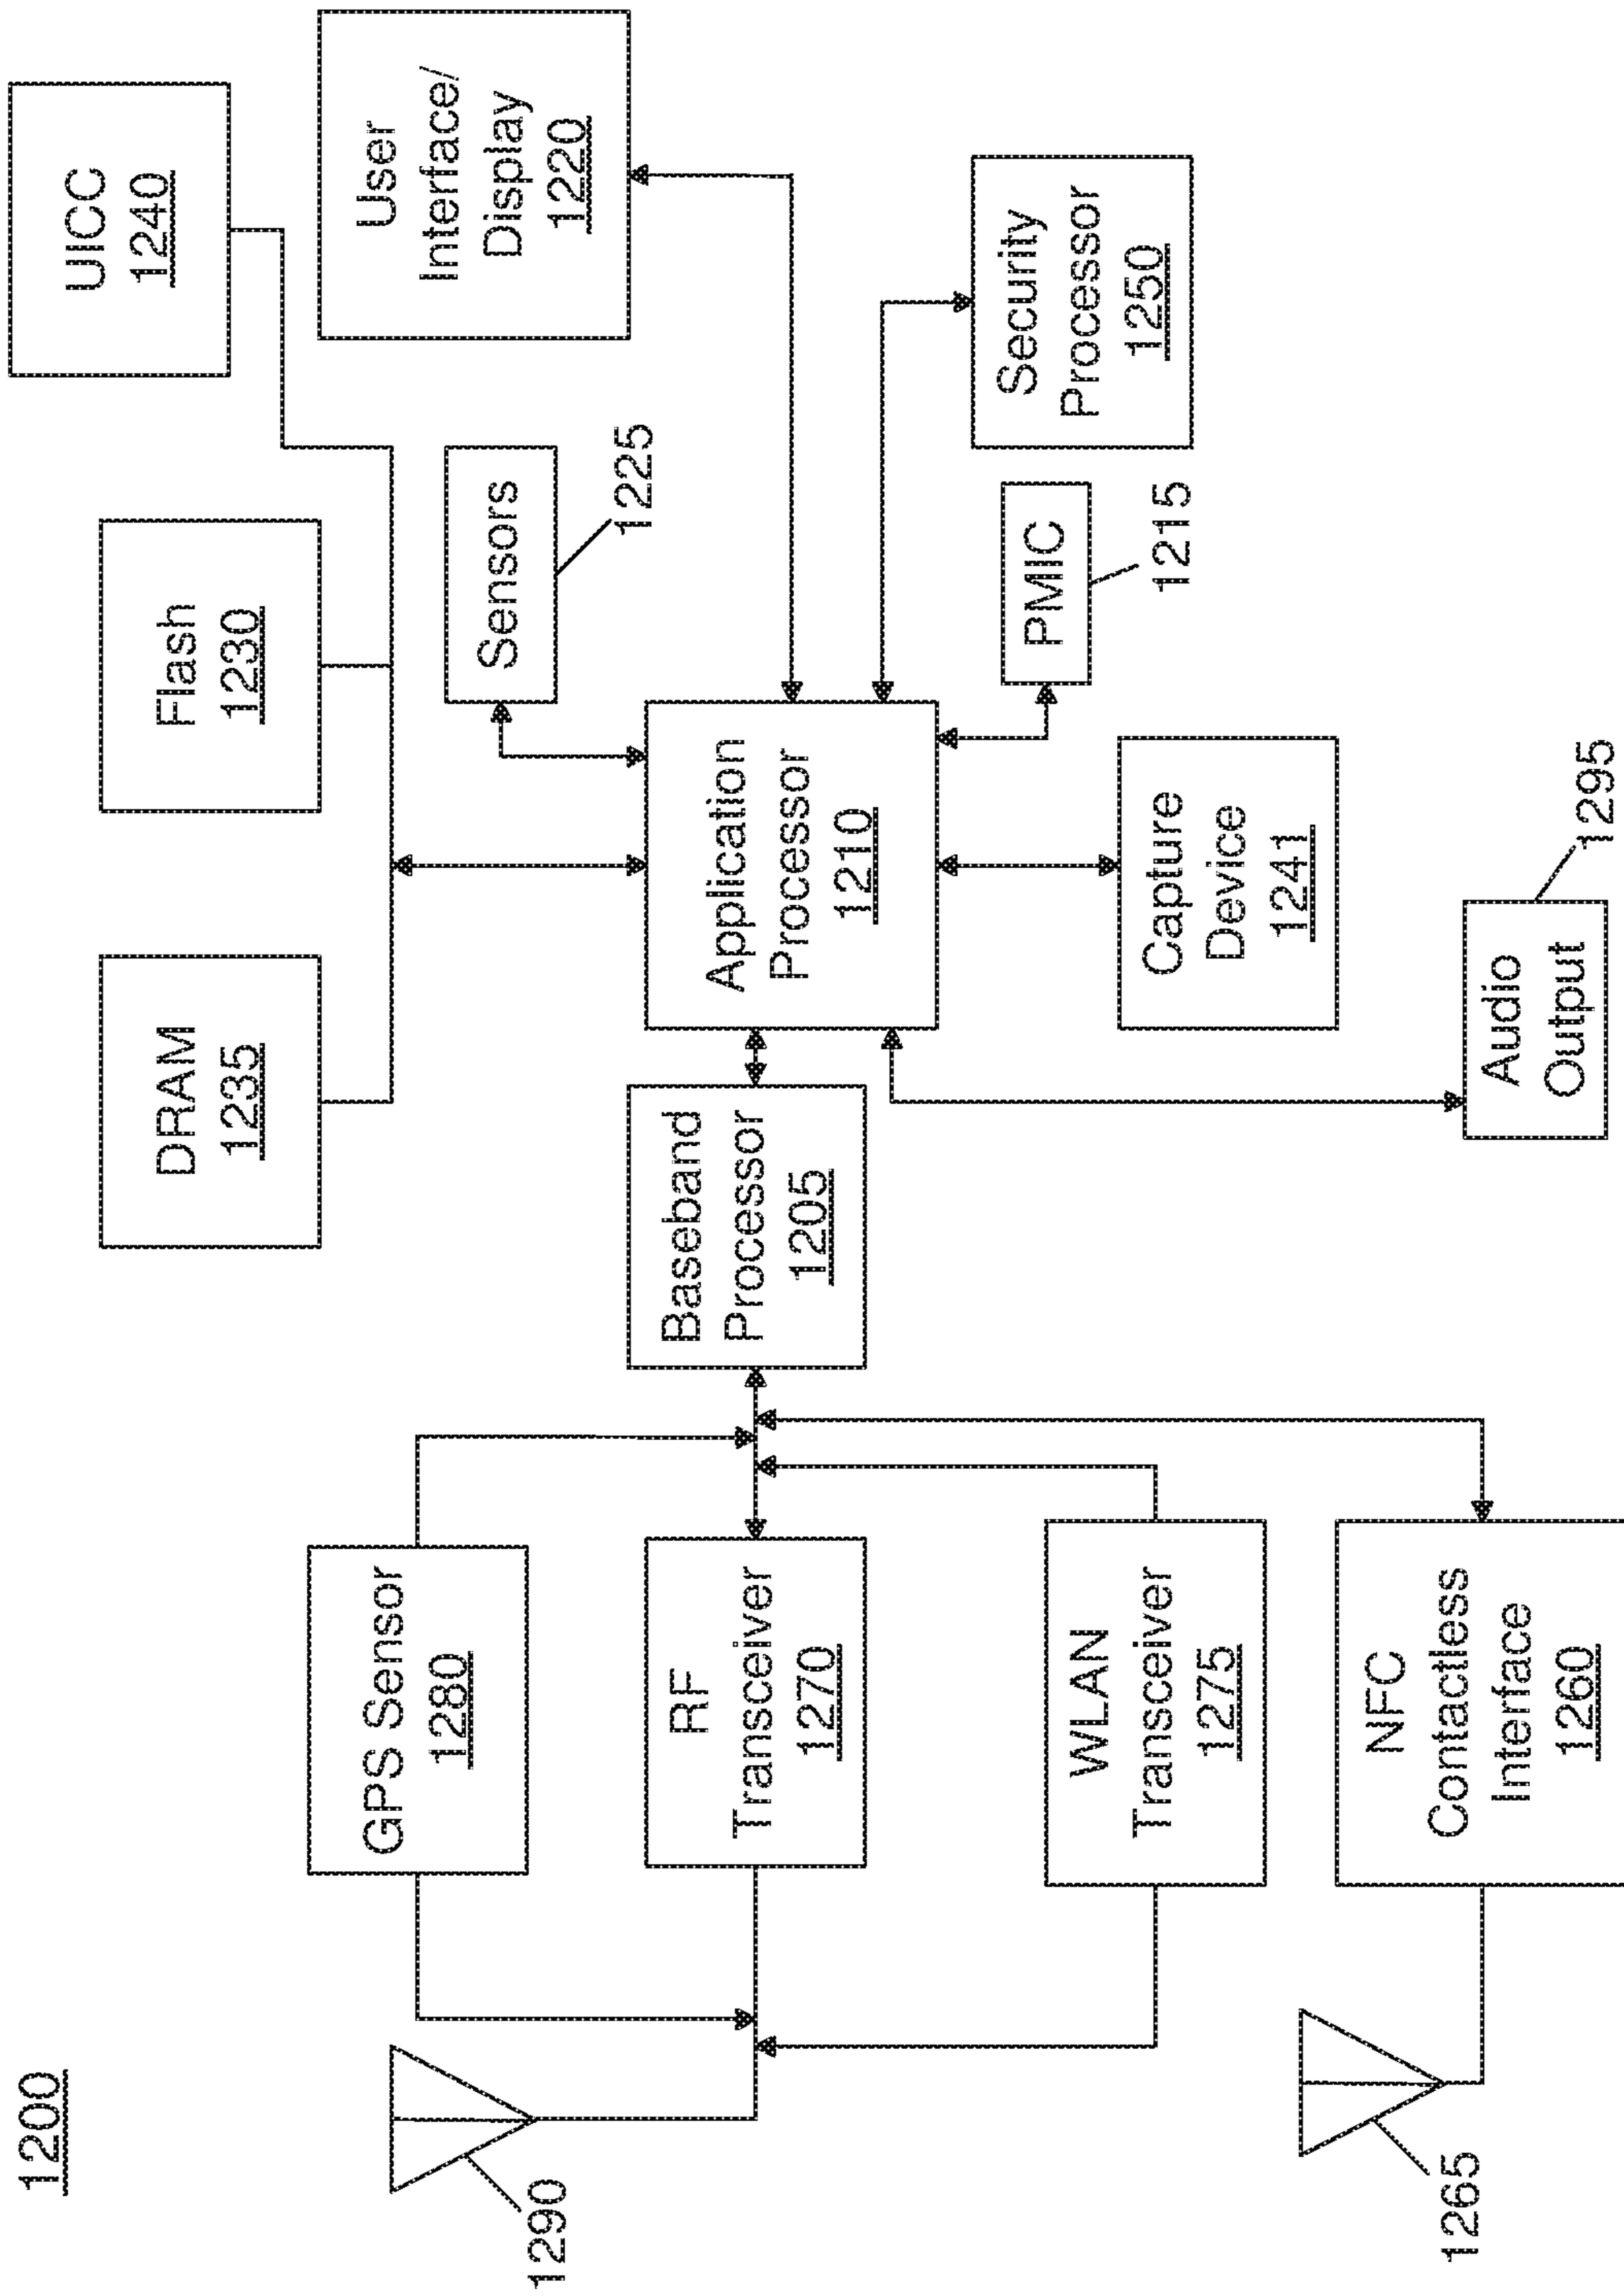 1200
UICC
1240
Flash
1230
DRAM
1235
User
Interface/
Display
1220
Sensors
1225
GPS Sensor
1280
1290
RF
Transceiver
1270
Baseband
Processor
1205
Application
Processor
1210
Security
Processor
1250
PMIC
1215
WLAN
Transceiver
1275
Capture
Device
1241
NFC
Contactless
Interface
1260
1265
Audio
Output
1295